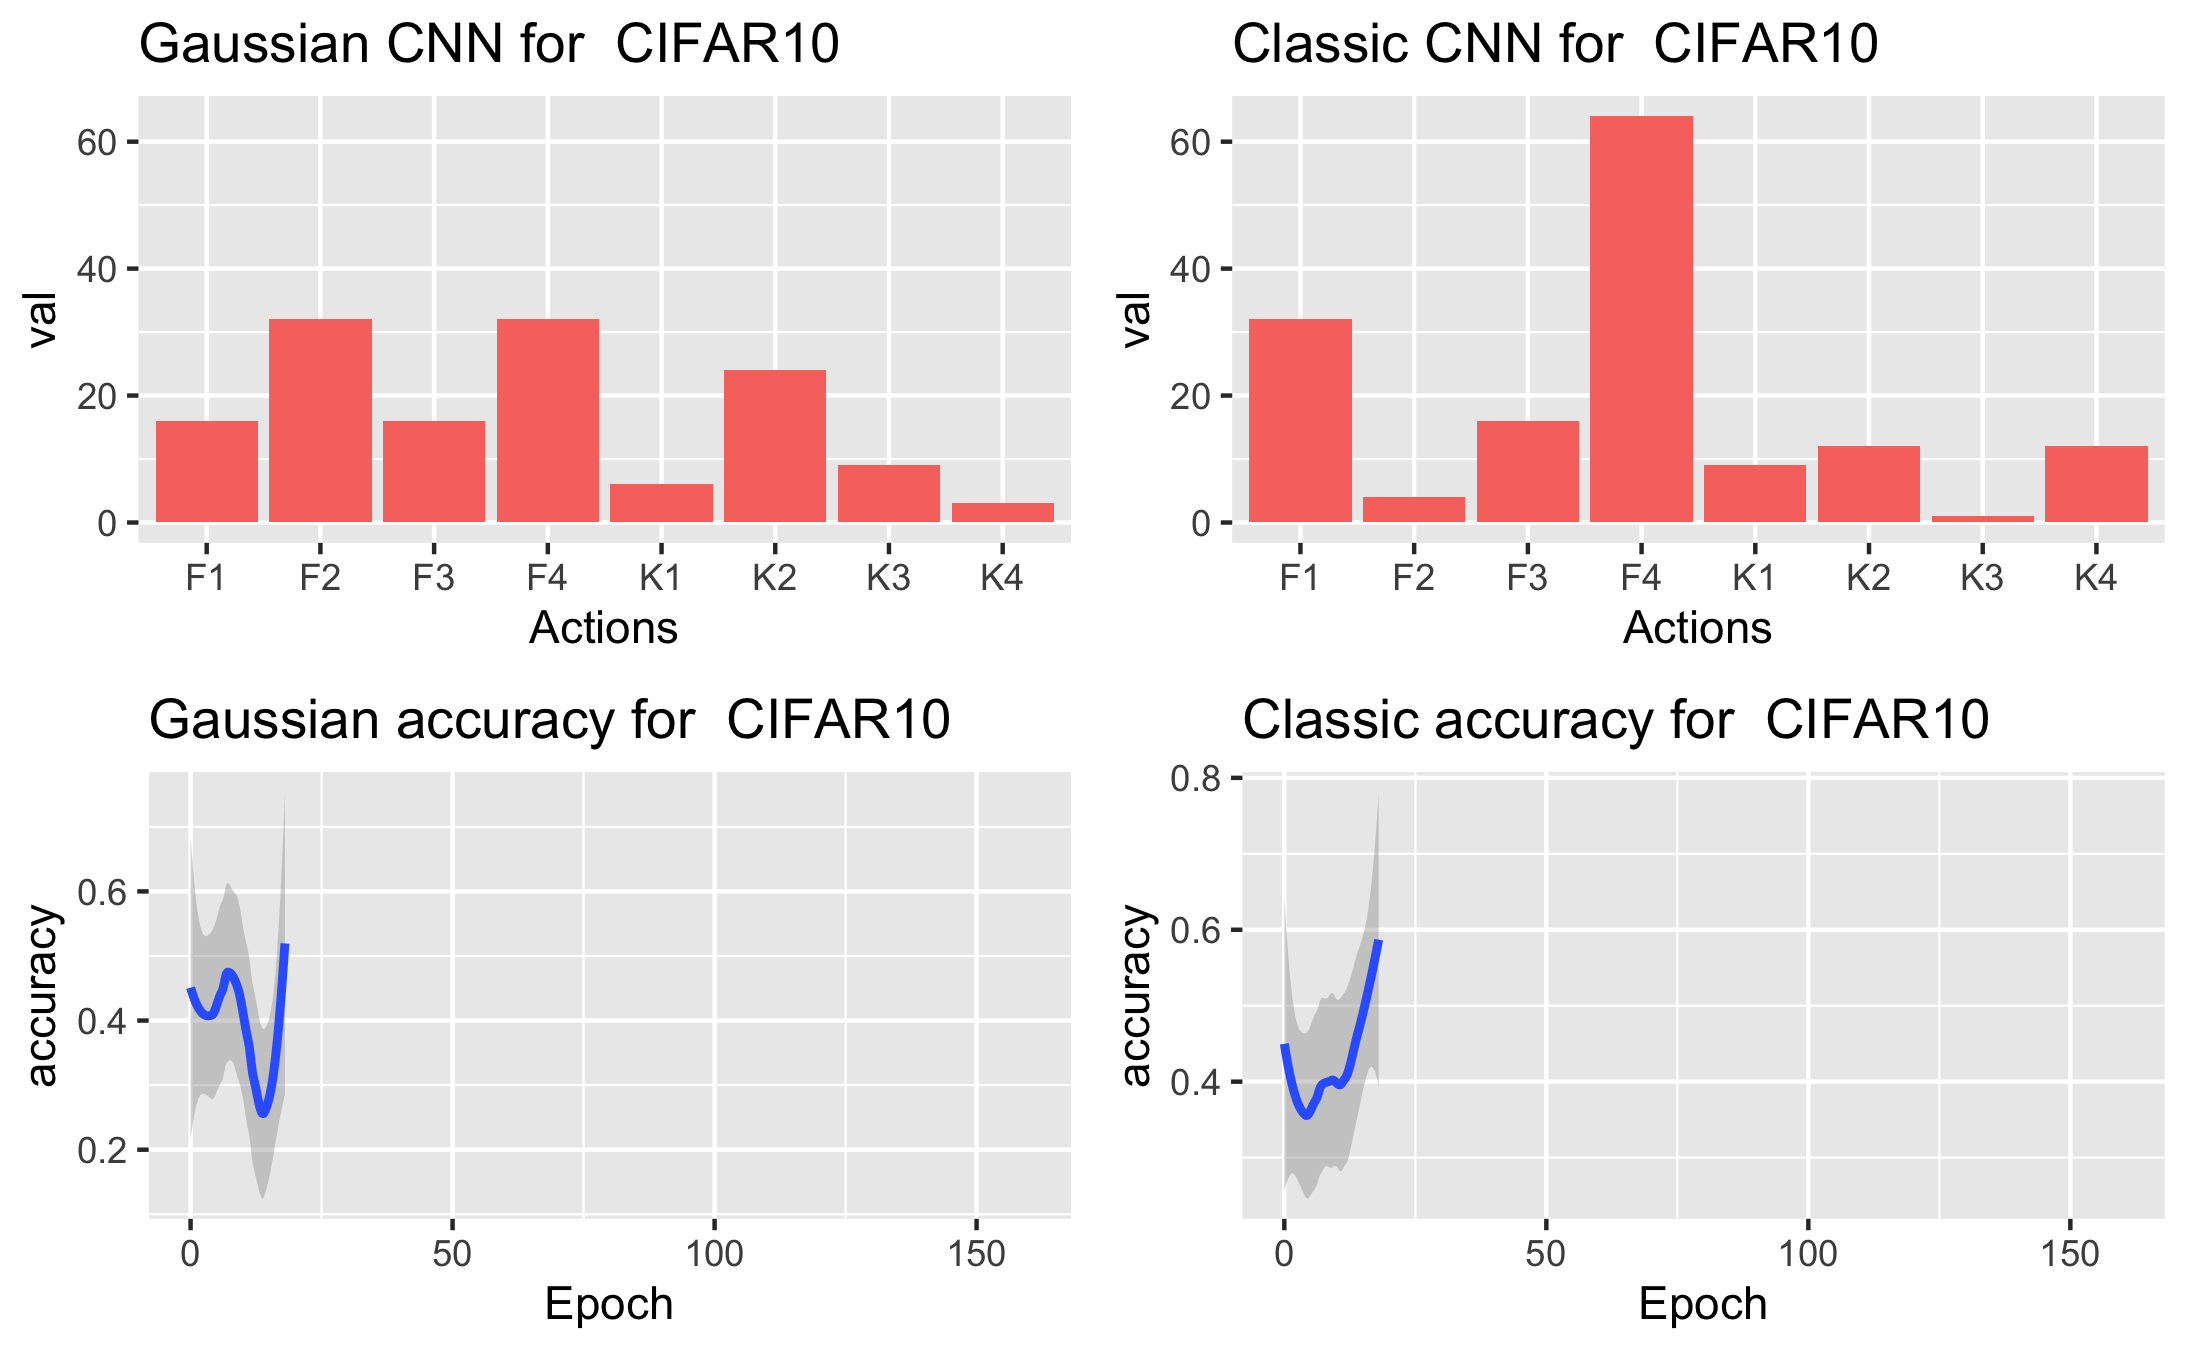 Gaussian CNN for  CIFAR10
val
60
40
20
0
F1 F2 F3 F4 K1 K2 K3 K4
Actions
Classic CNN for  CIFAR10
val
60
40
20
0
F1 F2 F3 F4 K1 K2 K3 K4
Actions
Gaussian accuracy for  CIFAR10
accuracy
0.6
0.4
0.2
0 50 100 150
Epoch
Classic accuracy for  CIFAR10
accuracy
0.8
0.6
0.4
0 50 100 150
Epoch